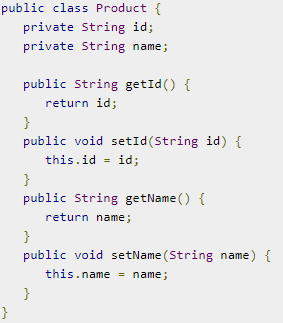 public class Product {
   private String id;
   private String name;

   public String getId() {
      return id;
   }
   public void setId(String id) {
      this.id = id;
   }
   public String getName() {
      return name;
   }
   public void setName(String name) {
      this.name = name;
   }
}